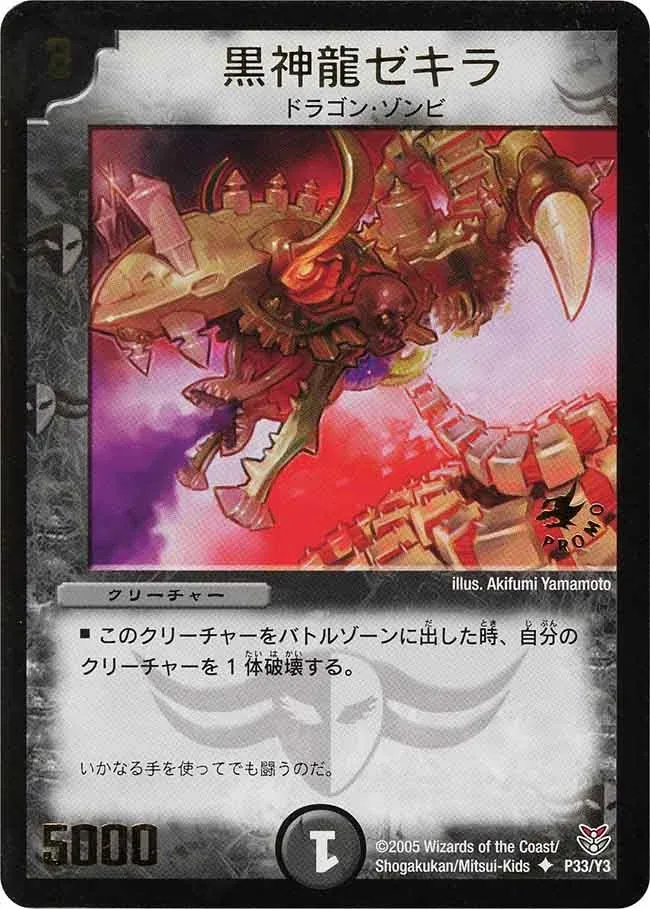 3
黒神龍ゼキラ
ドラゴン・ゾンビ
PROMO
illus. Akifumi Yamamoto
クリーチャー
■ このクリーチャーをバトルゾーンに出した時、自分の
クリーチャーを1体破壊する。
いかなる手を使ってでも闘うのだ。
5000
1
©2005 Wizards of the Coast/
Shogakukan/Mitsui-Kids ✦ P33/Y3